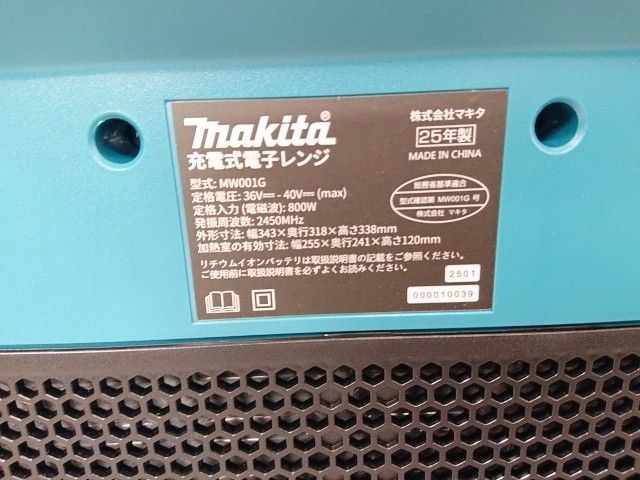 makita®
充電式電子レンジ
株式会社マキタ
25年製
MADE IN CHINA
型式: MW001G
定格電圧: 36V⎓ - 40V⎓ (max)
定格入力 (電磁波): 800W
発振周波数: 2450MHz
外形寸法: 幅343×奥行318×高さ338mm
加熱室の有効寸法: 幅255×奥行241×高さ120mm
総務省基準適合
型式確認第 MW001G 号
株式会社 マキタ
リチウムイオンバッテリは取扱説明書の記載をご参照ください。
ご使用前に取扱説明書を必ずよくお読みください。
2501
000010039